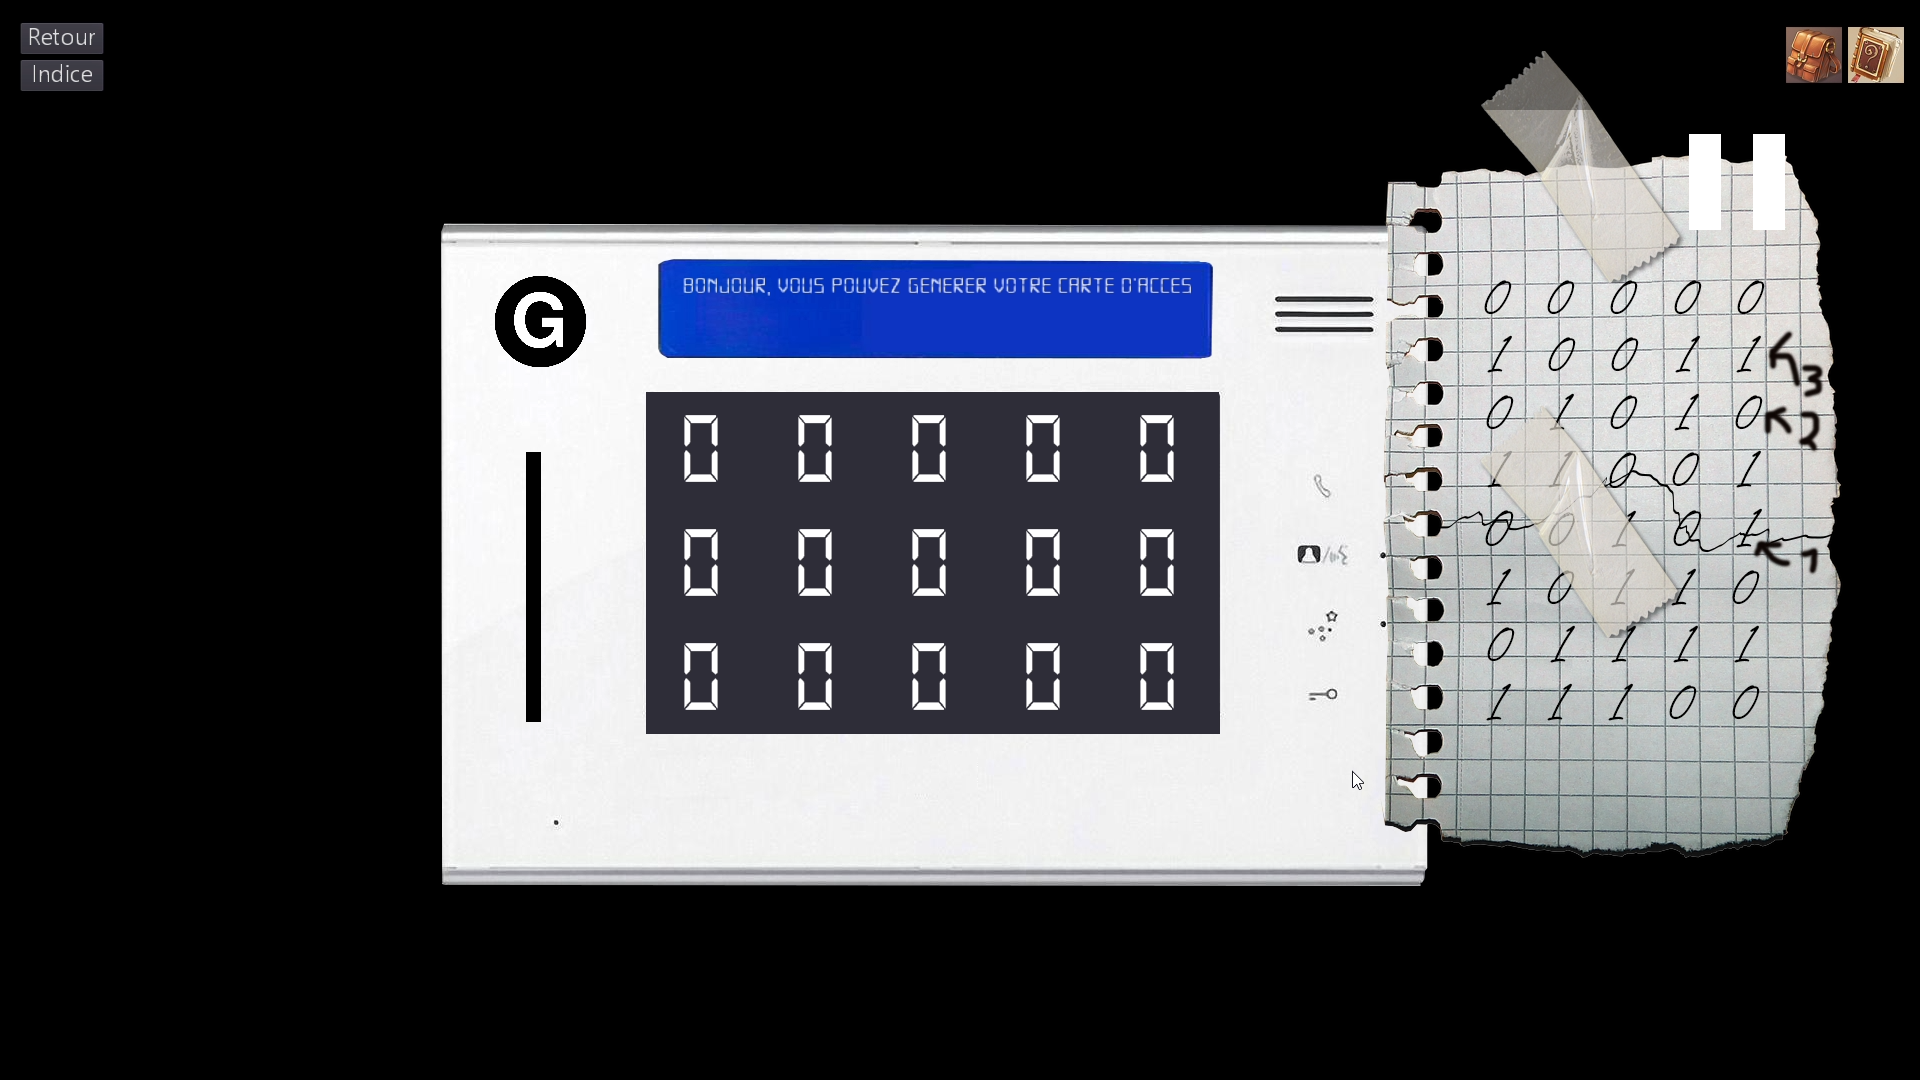 Retour
Indice
G
BONJOUR, VOUS POUVEZ GENERER VOTRE CARTE D'ACCES
0 0 0 0 0
0 0 0 0 0
0 0 0 0 0
0 0 0 0 0
1 0 0 1 1 3
0 1 0 1 0 2
1 1 0 0 1
0 0 1 0 1 1
1 0 1 1 0
0 1 1 1 1
1 1 1 0 0